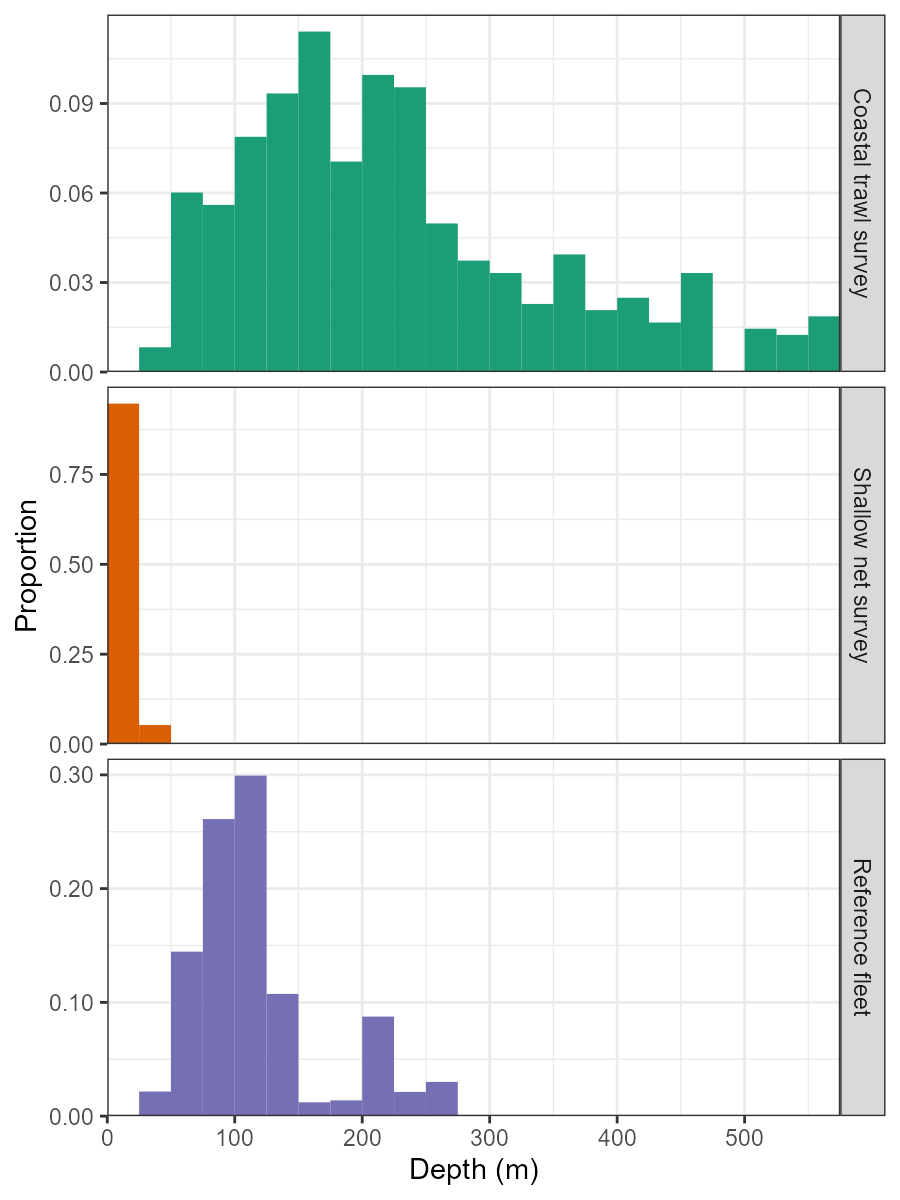 0.09
0.06
0.03
0.00
Coastal trawl survey
0.75
0.50
0.25
0.00
Shallow net survey
0.30
0.20
0.10
0.00
Reference fleet
0 100 200 300 400 500
Depth (m)
Proportion